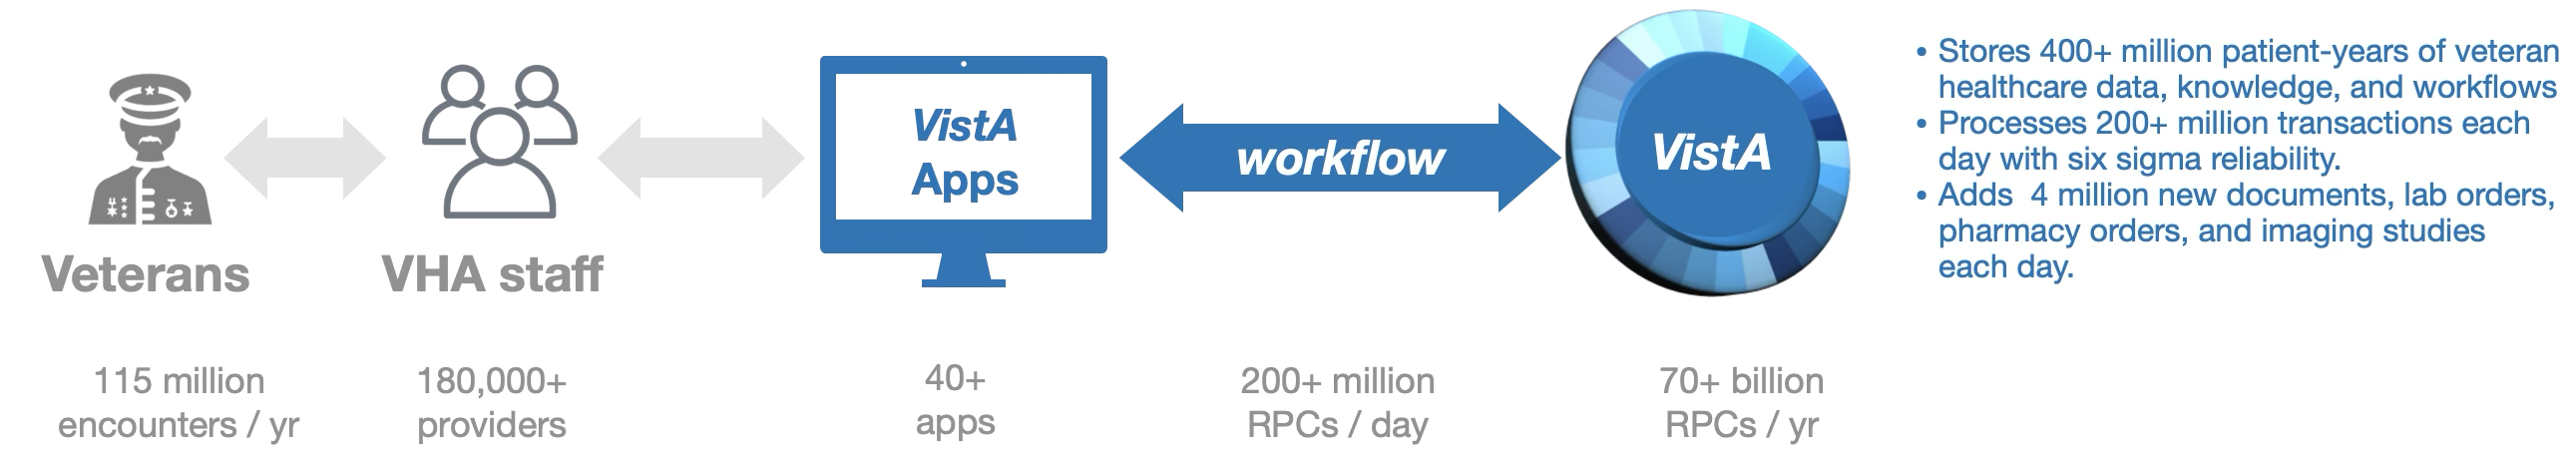 VistA
Apps
workflow
VistA
• Stores 400+ million patient-years of veteran
healthcare data, knowledge, and workflows
• Processes 200+ million transactions each
day with six sigma reliability.
• Adds  4 million new documents, lab orders,
pharmacy orders, and imaging studies
each day.
Veterans
VHA staff
115 million
encounters / yr
180,000+
providers
40+
apps
200+ million
RPCs / day
70+ billion
RPCs / yr